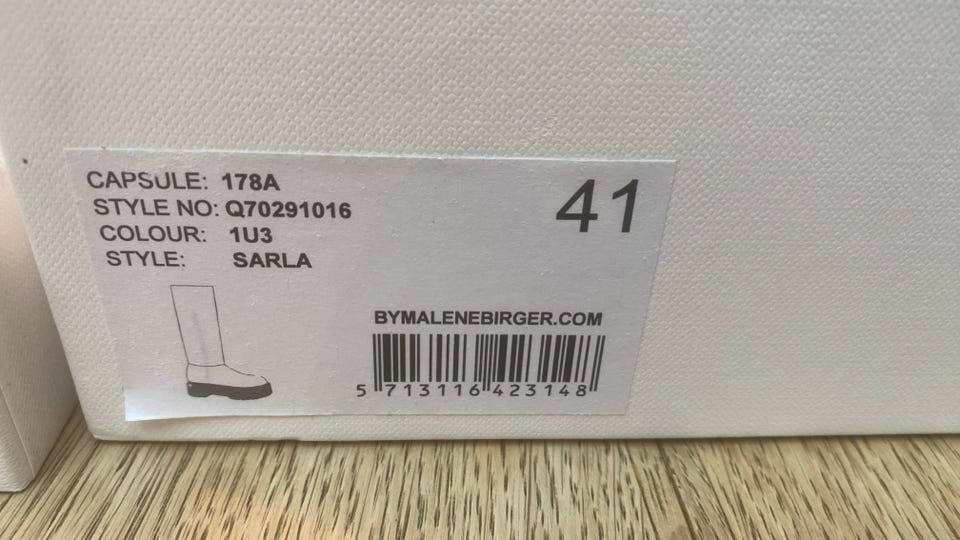 CAPSULE: 178A
STYLE NO: Q70291016
COLOUR: 1U3
STYLE: SARLA
41
BYMALENEBIRGER.COM
5 713116 423148